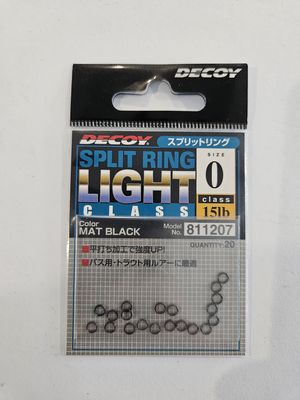 DECOY
DECOY スプリットリング
SPLIT RING
LIGHT
CLASS
SIZE
0
class
15lb
Color
MAT BLACK
Model No. 811207
QUANTITY:20
■平打ち加工で強度UP!
■バス用・トラウト用ルアーに最適